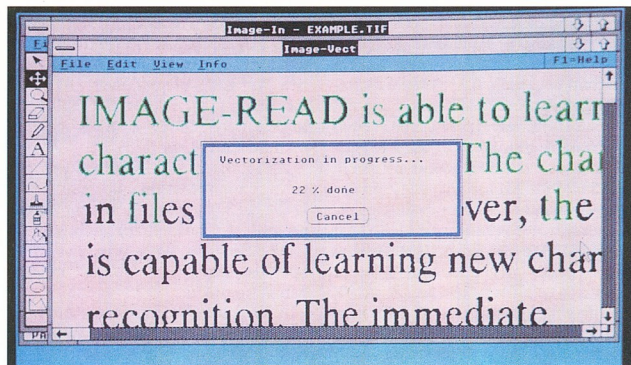 Image-In - EXAMPLE.TIF
Image-Vect
File Edit View Info
F1=Help
IMAGE-READ is able to learn
charact
The char
in files
ver, the
is capable of learning new char
recognition. The immediate
Vectorization in progress...
22 % done
Cancel
A